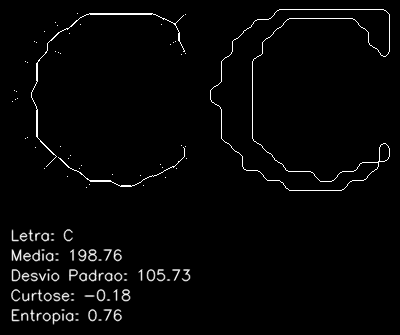 Letra: C
Media: 198.76
Desvio Padrao: 105.73
Curtose: −0.18
Entropia: 0.76